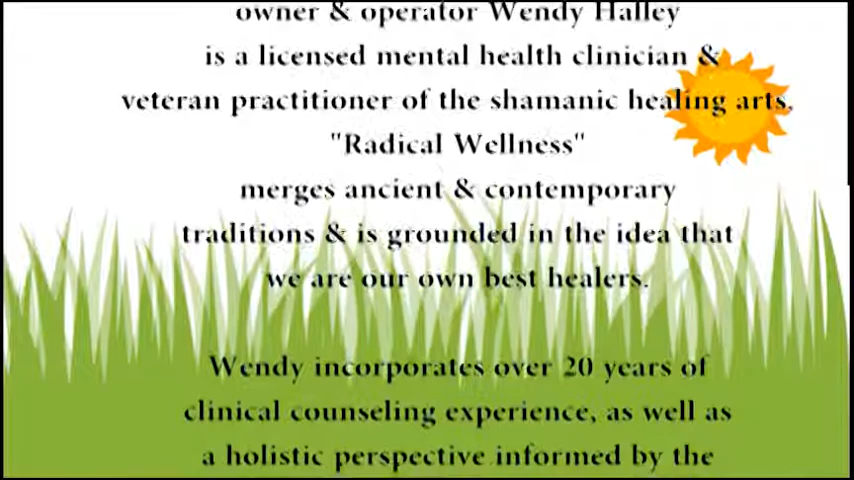 owner & operator Wendy Halley
is a licensed mental health clinician &
veteran practitioner of the shamanic healing arts.
"Radical Wellness"
merges ancient & contemporary
traditions & is grounded in the idea that
we are our own best healers.
Wendy incorporates over 20 years of
clinical counseling experience, as well as
a holistic perspective informed by the